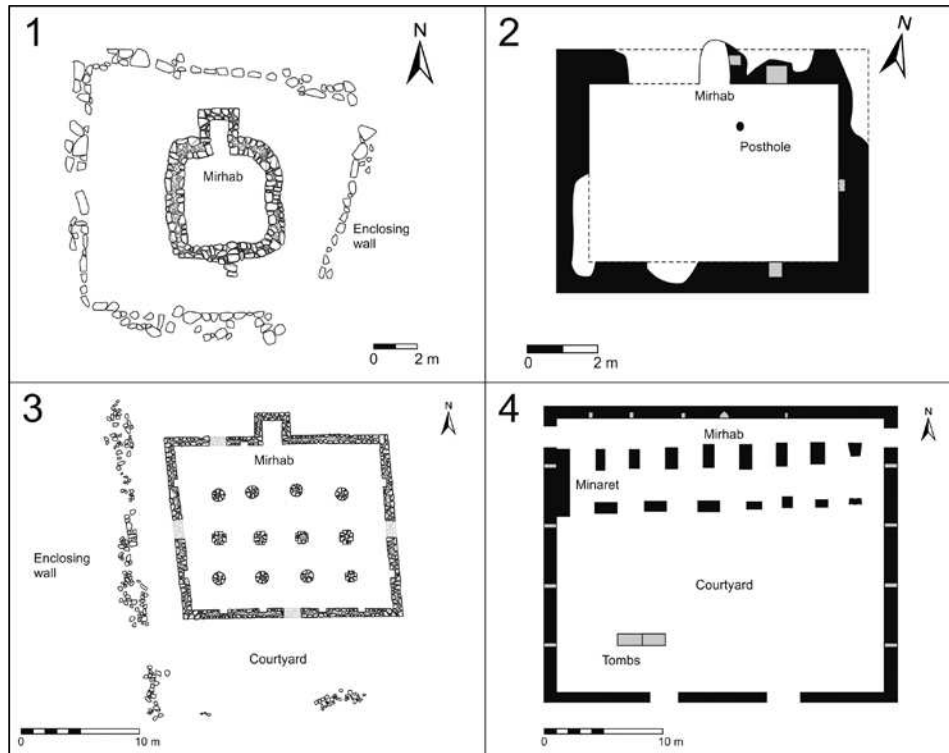 1
N
Mirhab
Enclosing
wall
0 2 m
2
N
Mirhab
Posthole
0 2 m
3
N
Mirhab
Enclosing
wall
Courtyard
0 10 m
4
N
Mirhab
Minaret
Courtyard
Tombs
0 10 m